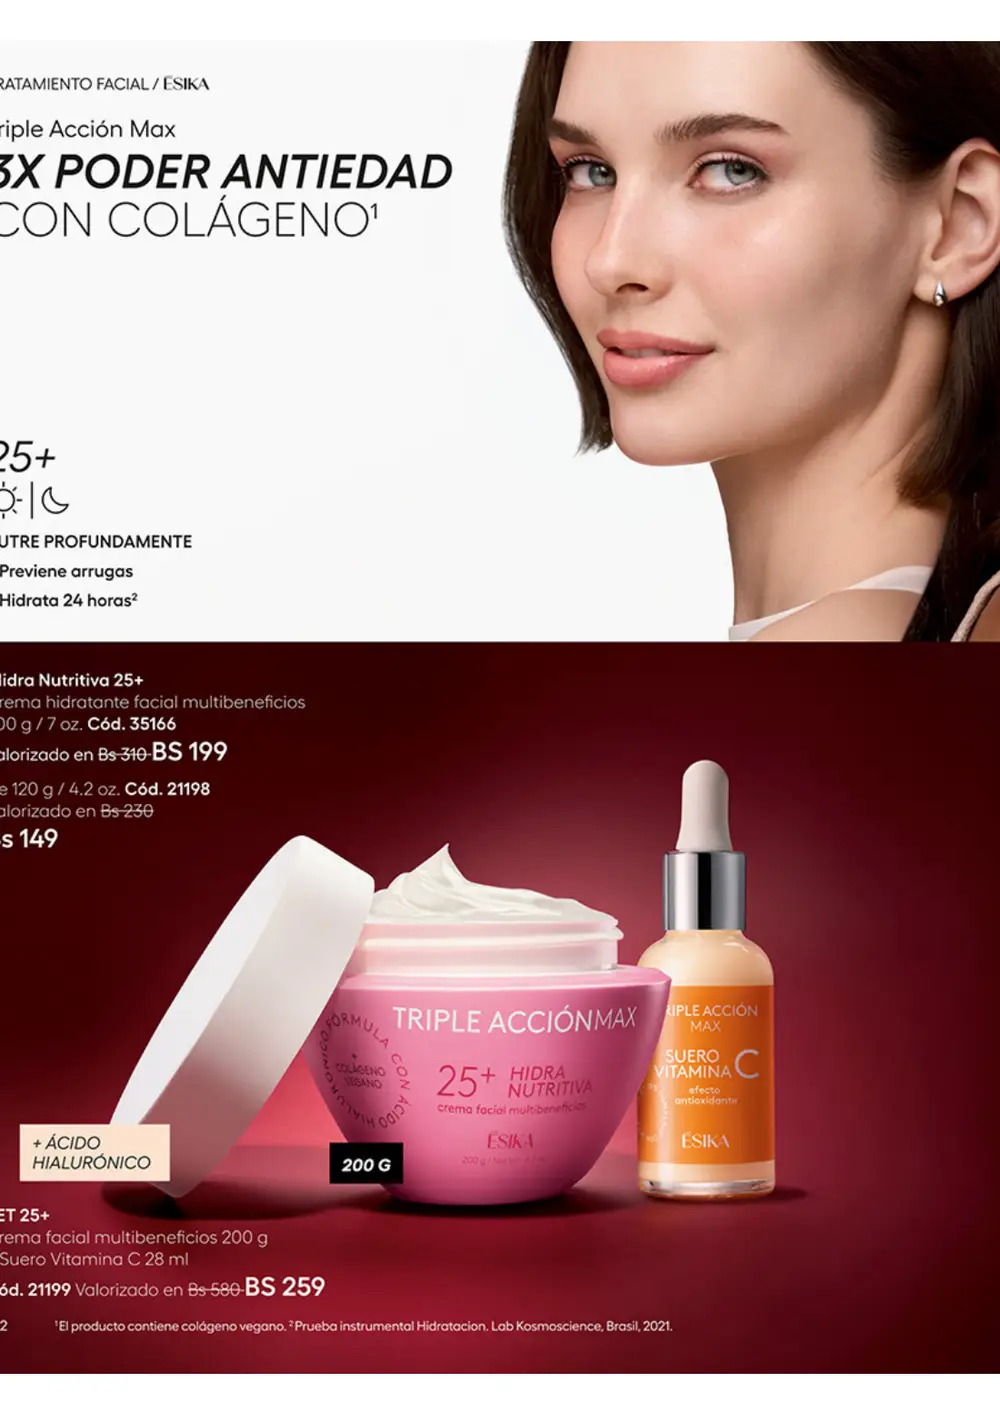 RATAMIENTO FACIAL / ÉSIKA
riple Acción Max
3X PODER ANTIEDAD
CON COLÁGENO¹
25+
UTRE PROFUNDAMENTE
Previene arrugas
Hidrata 24 horas²
idra Nutritiva 25+
rema hidratante facial multibeneficios
00 g / 7 oz. Cód. 35166
alorizado en Bs 310 BS 199
e 120 g / 4.2 oz. Cód. 21198
alorizado en Bs 230
s 149
TRIPLE ACCIÓN MAX
FÓRMULA CON ÁCIDO HIALURÓNICO
+
COLÁGENO
VEGANO
25+ HIDRA
NUTRITIVA
crema facial multibeneficios
ÉSIKA
200 g /
RIPLE ACCIÓN
MAX
SUERO
VITAMINA C
efecto
antioxidante
ÉSIKA
+ ÁCIDO
HIALURÓNICO
200 G
ET 25+
rema facial multibeneficios 200 g
Suero Vitamina C 28 ml
ód. 21199 Valorizado en Bs 580 BS 259
2
¹El producto contiene colágeno vegano. ²Prueba instrumental Hidratacion. Lab Kosmoscience, Brasil, 2021.